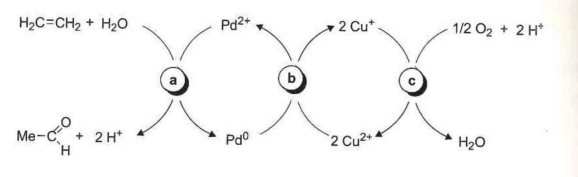 H₂C=CH₂ + H₂O Pd²⁺ 2 Cu⁺ 1/2 O₂ + 2 H⁺
a b c
O
Me-C + 2 H⁺ Pd⁰ 2 Cu²⁺ H₂O
H